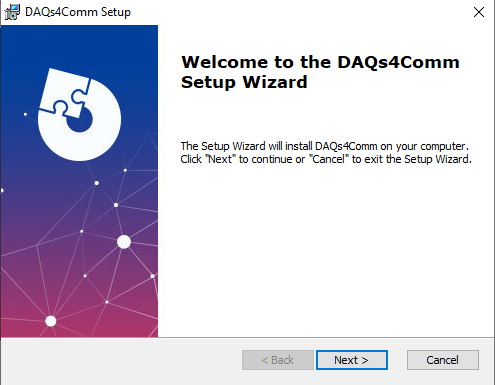 DAQs4Comm Setup
Welcome to the DAQs4Comm
Setup Wizard
The Setup Wizard will install DAQs4Comm on your computer.
Click "Next" to continue or "Cancel" to exit the Setup Wizard.
< Back
Next >
Cancel